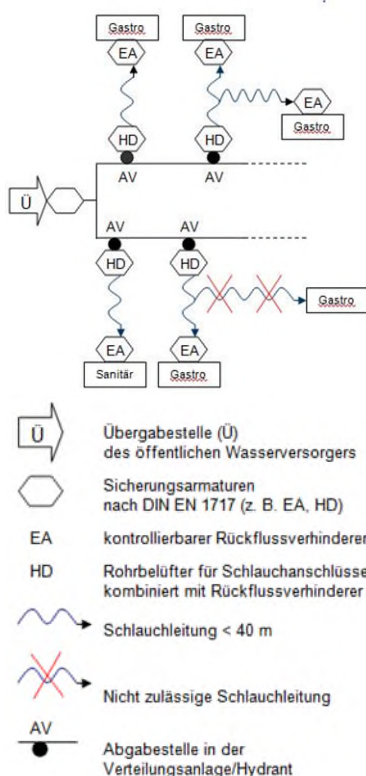 Gastro Gastro
EA EA
EA
HD HD Gastro
AV AV
Ü
AV AV
HD HD
Gastro
EA EA
Sanitär Gastro
Ü Übergabestelle (Ü)
des öffentlichen Wasserversorgers
Sicherungsarmaturen
nach DIN EN 1717 (z. B. EA, HD)
EA kontrollierbarer Rückflussverhinderer
HD Rohrbelüfter für Schlauchanschlüsse
kombiniert mit Rückflussverhinderer
Schlauchleitung < 40 m
Nicht zulässige Schlauchleitung
AV
Abgabestelle in der
Verteilungsanlage/Hydrant